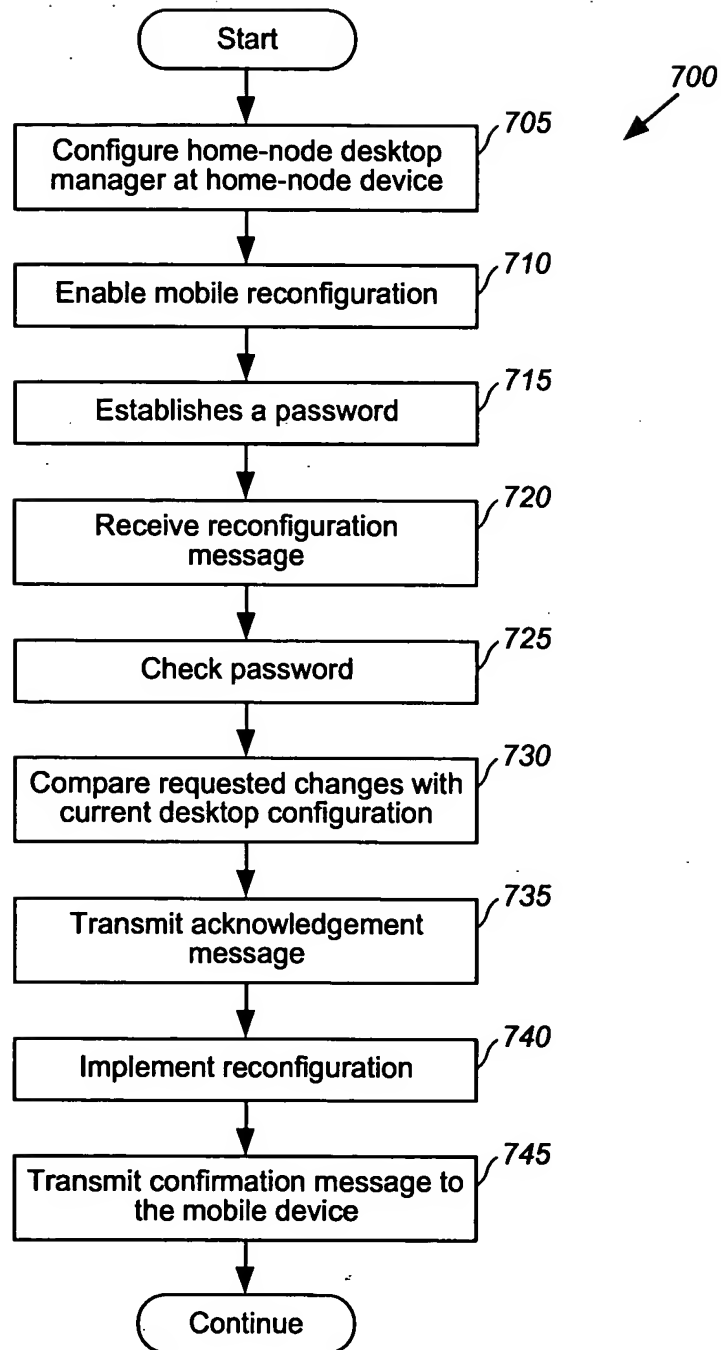 Start
700
705
Configure home-node desktop
manager at home-node device
710
Enable mobile reconfiguration
715
Establishes a password
720
Receive reconfiguration
message
725
Check password
730
Compare requested changes with
current desktop configuration
735
Transmit acknowledgement
message
740
Implement reconfiguration
745
Transmit confirmation message to
the mobile device
Continue